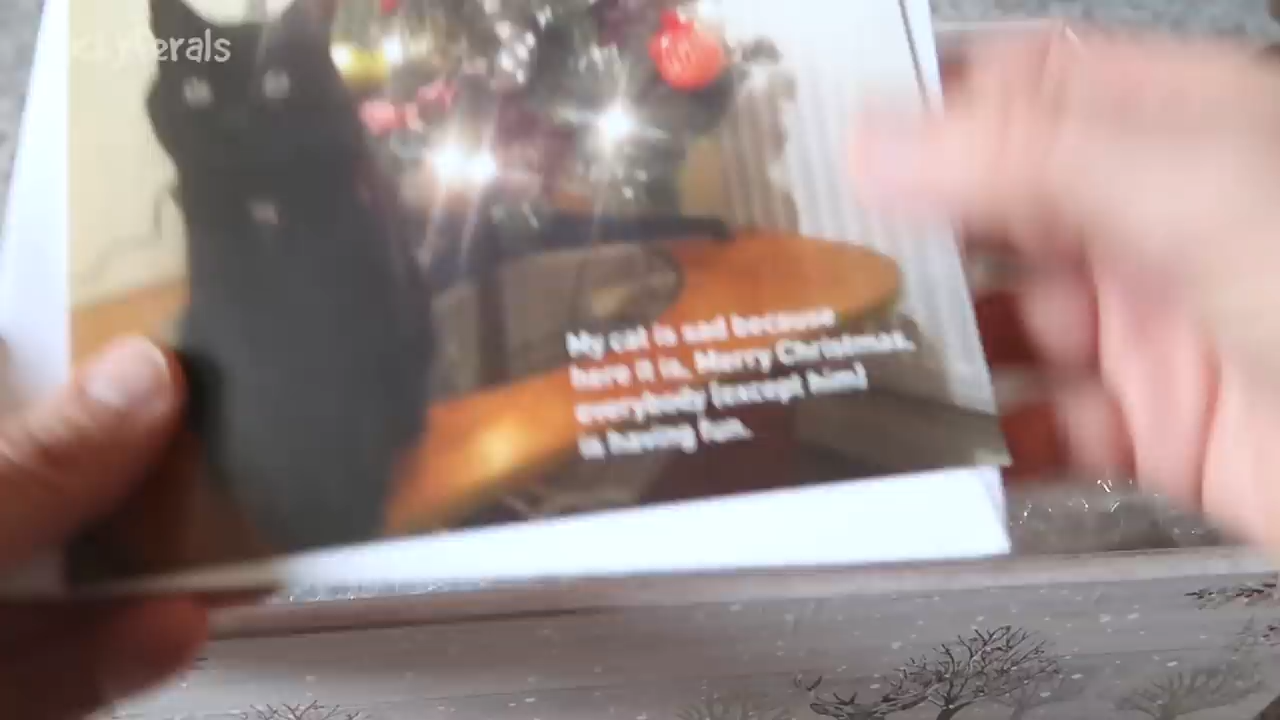 My cat is sad because
here it is. Merry Christmas.
everybody (except him)
is having fun.